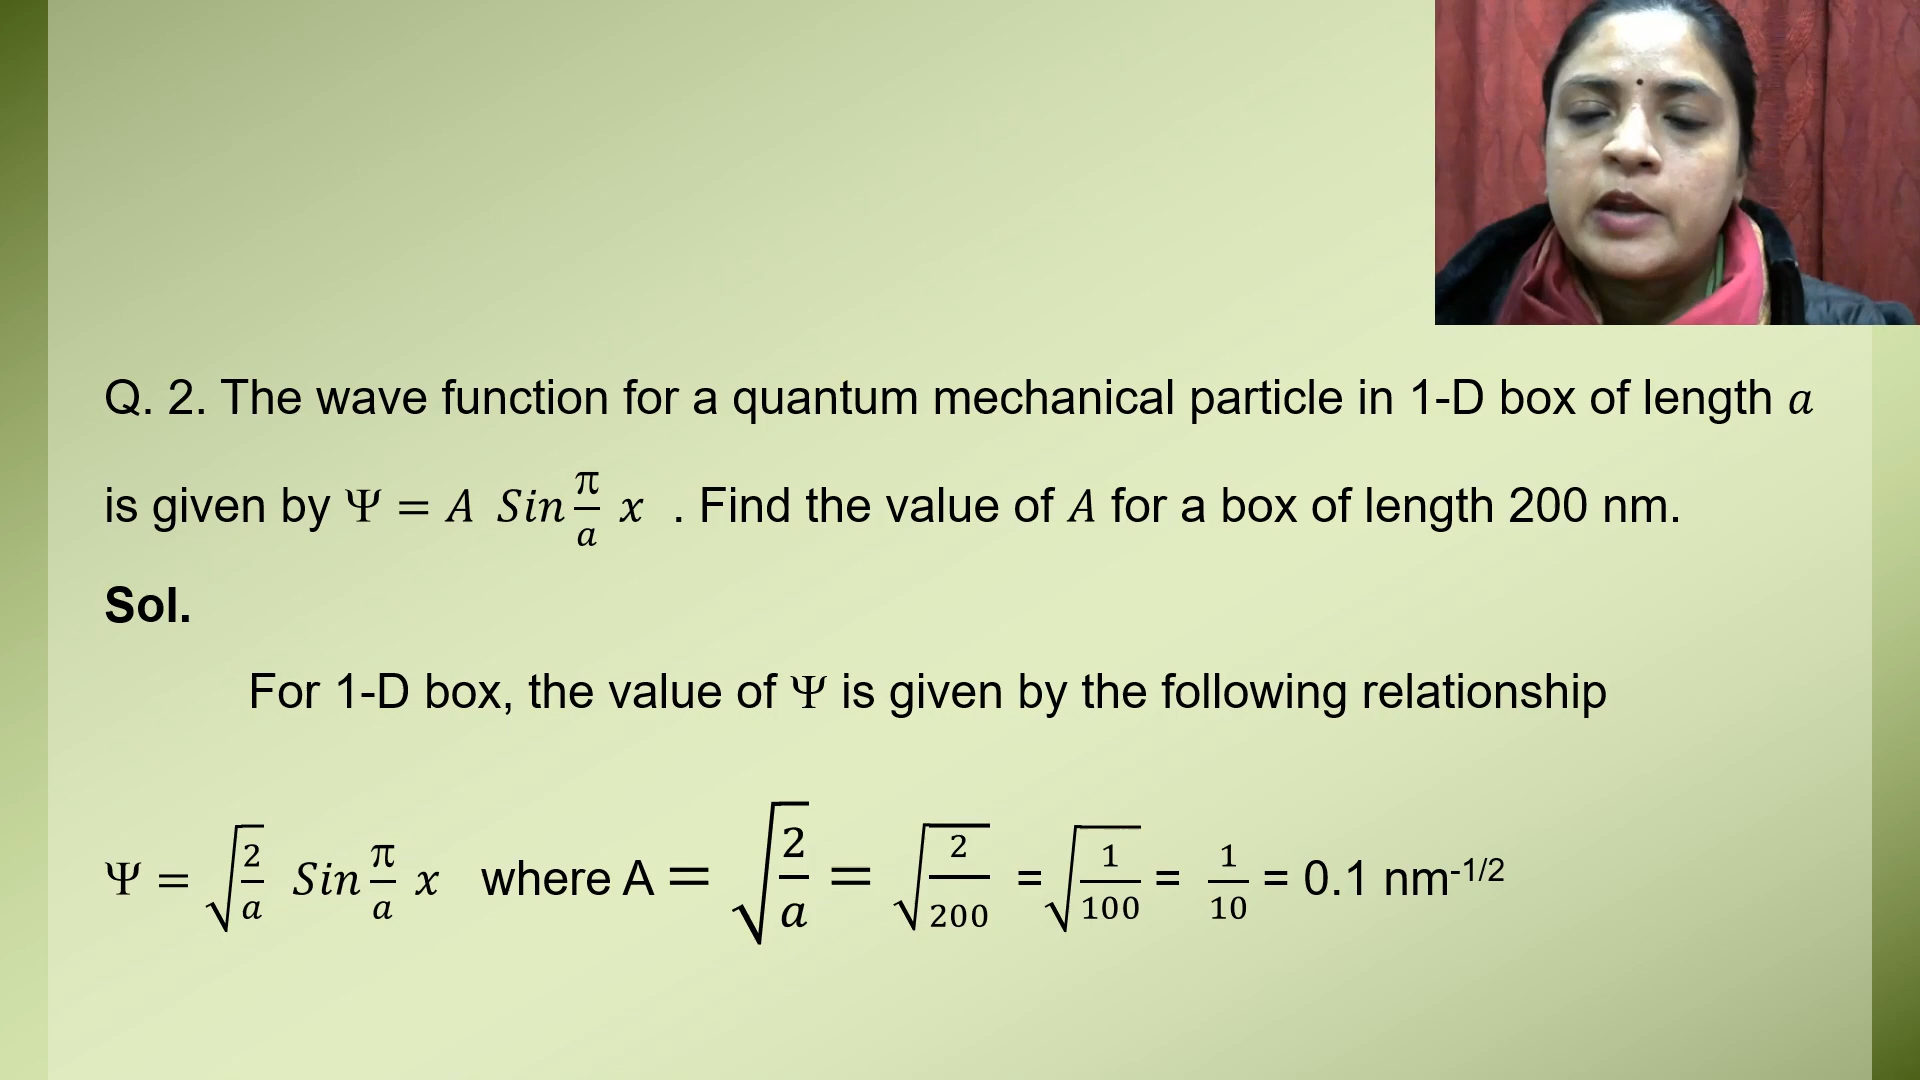 Q. 2. The wave function for a quantum mechanical particle in 1-D box of length a
is given by Ψ = A Sin π/a x . Find the value of A for a box of length 200 nm.
Sol.
For 1-D box, the value of Ψ is given by the following relationship
Ψ = √(2/a) Sin π/a x where A = √(2/a) = √(2/200) = √(1/100) = 1/10 = 0.1 nm⁻¹/²